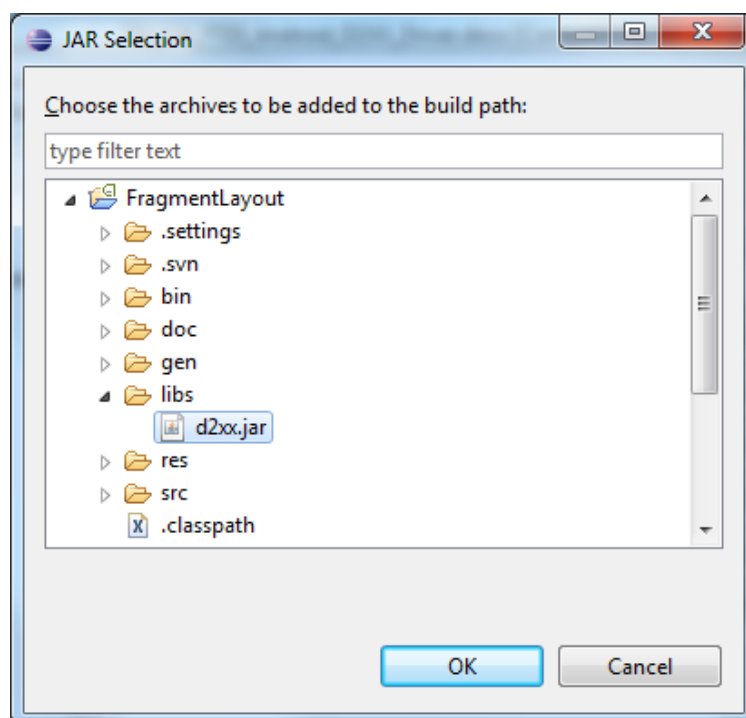 JAR Selection
Choose the archives to be added to the build path:
type filter text
FragmentLayout
.settings
.svn
bin
doc
gen
libs
d2xx.jar
res
src
.classpath
OK
Cancel